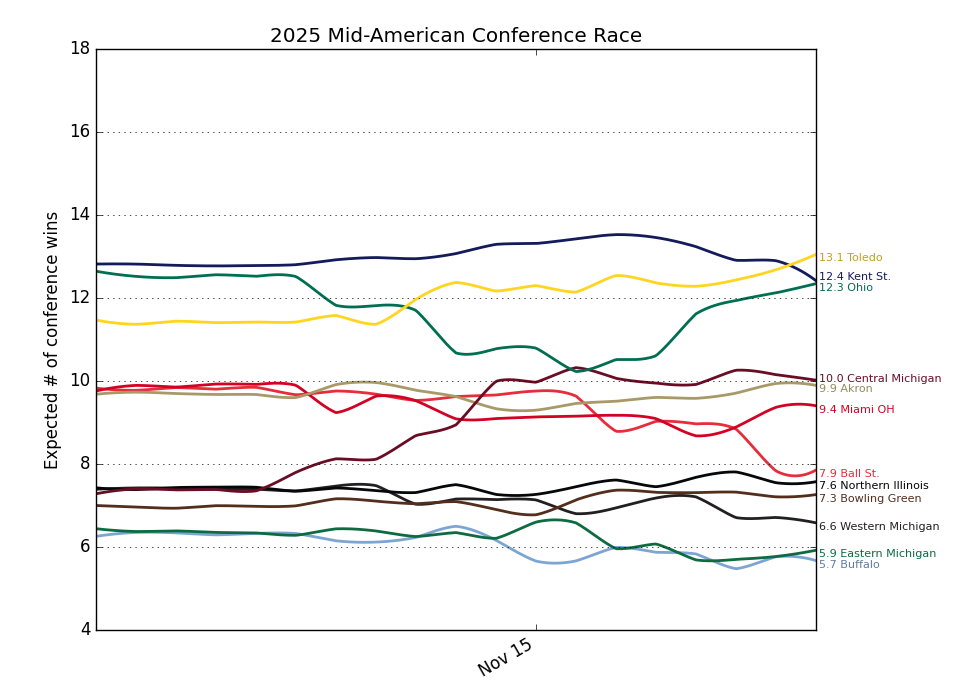 2025 Mid-American Conference Race
Expected # of conference wins
18
16
14
12
10
8
6
4
Nov 15
13.1 Toledo
12.4 Kent St.
12.3 Ohio
10.0 Central Michigan
9.9 Akron
9.4 Miami OH
7.9 Ball St.
7.6 Northern Illinois
7.3 Bowling Green
6.6 Western Michigan
5.9 Eastern Michigan
5.7 Buffalo